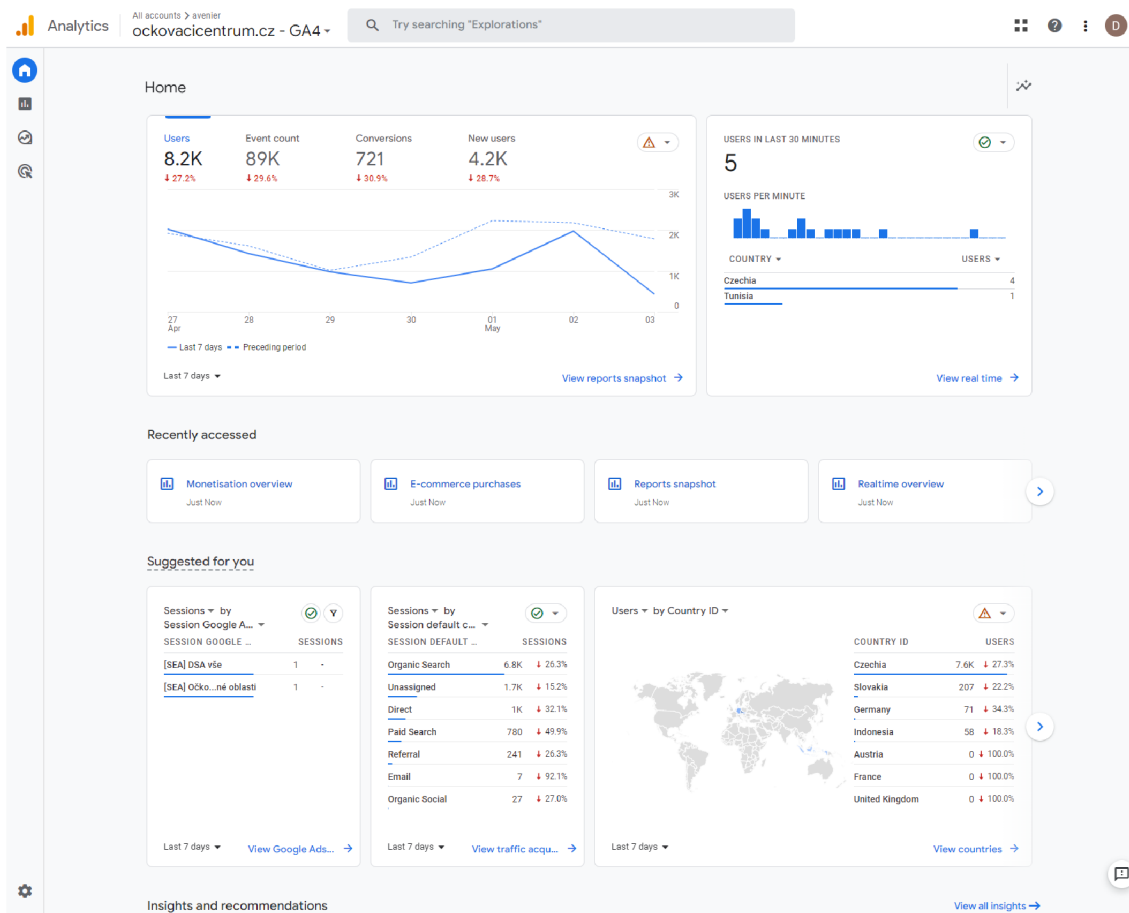 Analytics
All accounts > avenier
ockovacicentrum.cz - GA4
Try searching "Explorations"
D
Home
Users Event count Conversions New users
8.2K 89K 721 4.2K
↓ 27.2% ↓ 29.6% ↓ 30.9% ↓ 28.7%
3K
2K
1K
0
27 28 29 30 01 02 03
Apr May
Last 7 days Preceding period
Last 7 days
View reports snapshot →
USERS IN LAST 30 MINUTES
5
USERS PER MINUTE
COUNTRY USERS
Czechia 4
Tunisia 1
View real time →
Recently accessed
Monetisation overview
Just Now
E-commerce purchases
Just Now
Reports snapshot
Just Now
Realtime overview
Just Now
Suggested for you
Sessions by
Session Google A...
SESSION GOOGLE ... SESSIONS
[SEA] DSA vše 1 -
[SEA] Očko...né oblasti 1 -
Last 7 days
View Google Ads... →
Sessions by
Session default c...
SESSION DEFAULT ... SESSIONS
Organic Search 6.8K ↓ 26.3%
Unassigned 1.7K ↓ 15.2%
Direct 1K ↓ 32.1%
Paid Search 780 ↓ 49.9%
Referral 241 ↓ 26.3%
Email 7 ↓ 92.1%
Organic Social 27 ↓ 27.0%
Last 7 days
View traffic acqu... →
Users by Country ID
COUNTRY ID USERS
Czechia 7.6K ↓ 27.3%
Slovakia 207 ↓ 22.2%
Germany 71 ↓ 34.3%
Indonesia 58 ↓ 18.3%
Austria 0 ↓ 100.0%
France 0 ↓ 100.0%
United Kingdom 0 ↓ 100.0%
Last 7 days
View countries →
Insights and recommendations
View all insights →